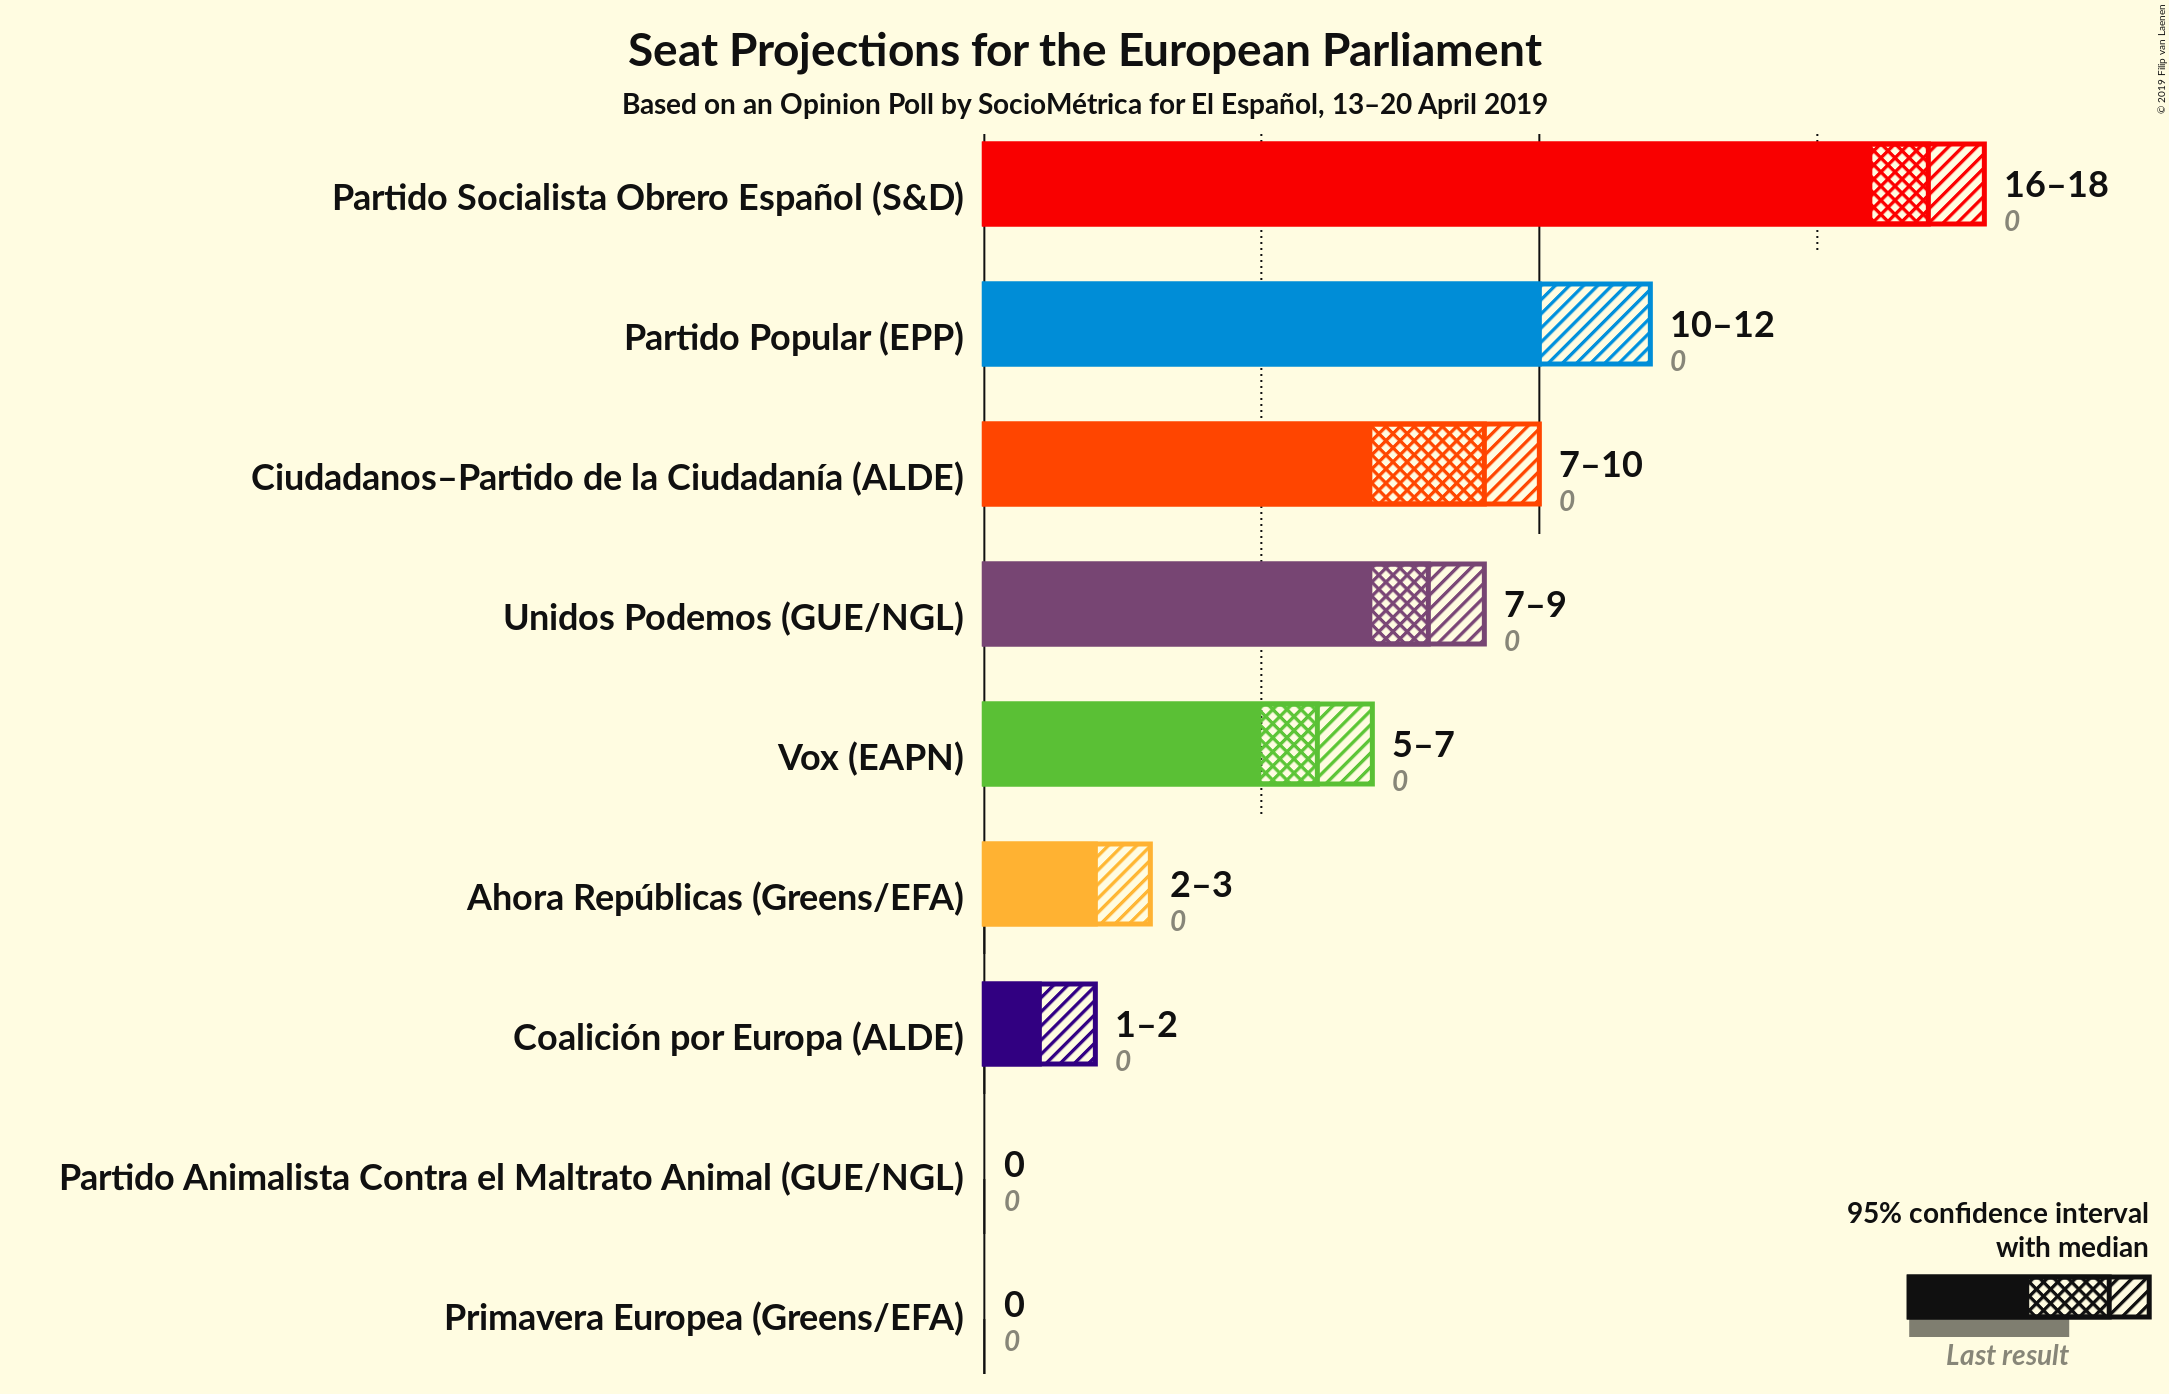 Seat Projections for the European Parliament
Based on an Opinion Poll by SocioMétrica for El Español, 13–20 April 2019
© 2019 Filip van Laenen
Partido Socialista Obrero Español (S&D)
16–18
0
Partido Popular (EPP)
10–12
0
Ciudadanos–Partido de la Ciudadanía (ALDE)
7–10
0
Unidos Podemos (GUE/NGL)
7–9
0
Vox (EAPN)
5–7
0
Ahora Repúblicas (Greens/EFA)
2–3
0
Coalición por Europa (ALDE)
1–2
0
Partido Animalista Contra el Maltrato Animal (GUE/NGL)
0
0
Primavera Europea (Greens/EFA)
0
0
95% confidence interval
with median
Last result